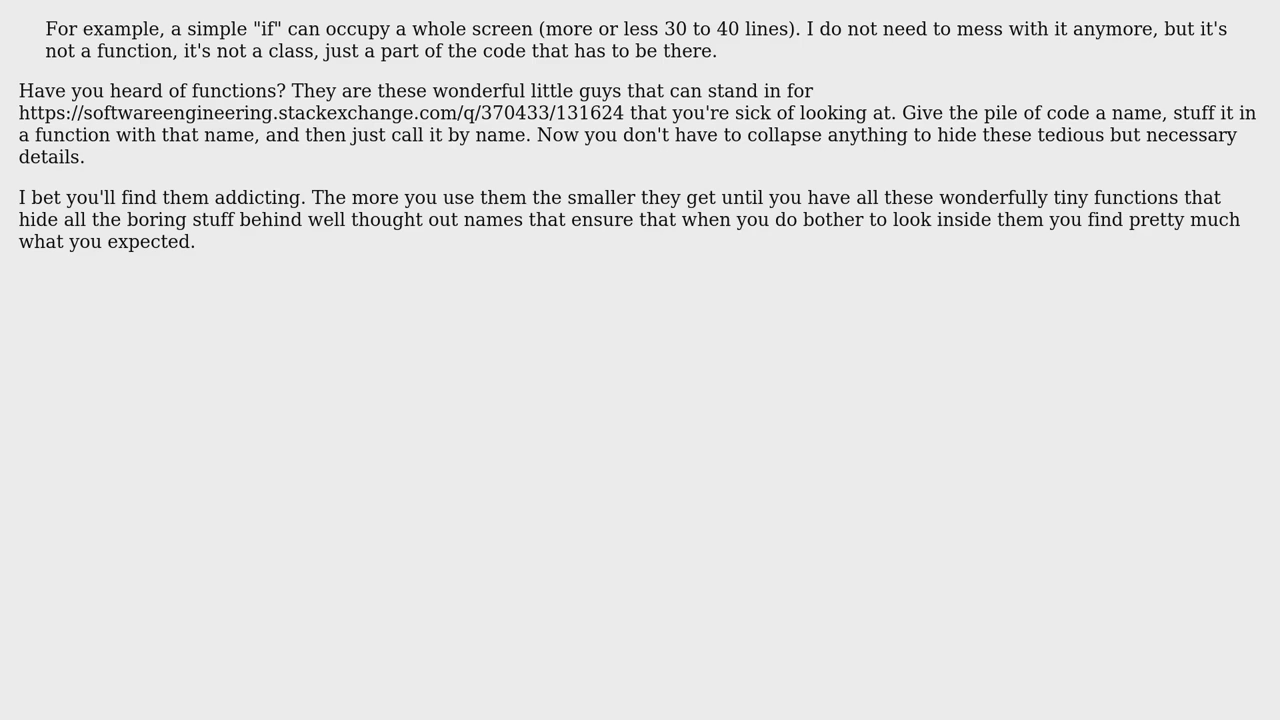 For example, a simple "if" can occupy a whole screen (more or less 30 to 40 lines). I do not need to mess with it anymore, but it's
not a function, it's not a class, just a part of the code that has to be there.
Have you heard of functions? They are these wonderful little guys that can stand in for
https://softwareengineering.stackexchange.com/q/370433/131624 that you're sick of looking at. Give the pile of code a name, stuff it in
a function with that name, and then just call it by name. Now you don't have to collapse anything to hide these tedious but necessary
details.
I bet you'll find them addicting. The more you use them the smaller they get until you have all these wonderfully tiny functions that
hide all the boring stuff behind well thought out names that ensure that when you do bother to look inside them you find pretty much
what you expected.